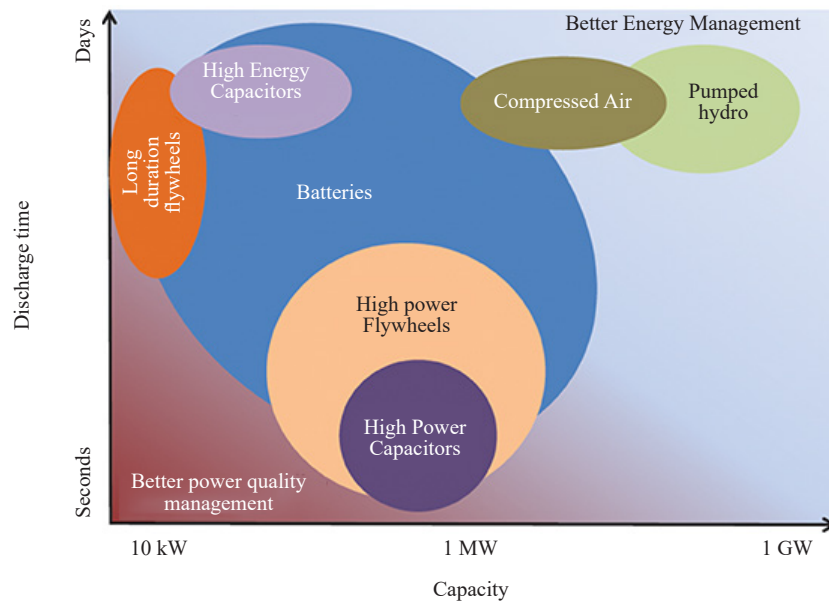 Better Energy Management
Days
High Energy
Capacitors
Compressed Air
Pumped
hydro
Long
duration
flywheels
Batteries
Discharge time
High power
Flywheels
High Power
Capacitors
Seconds
Better power quality
management
10 kW
1 MW
1 GW
Capacity